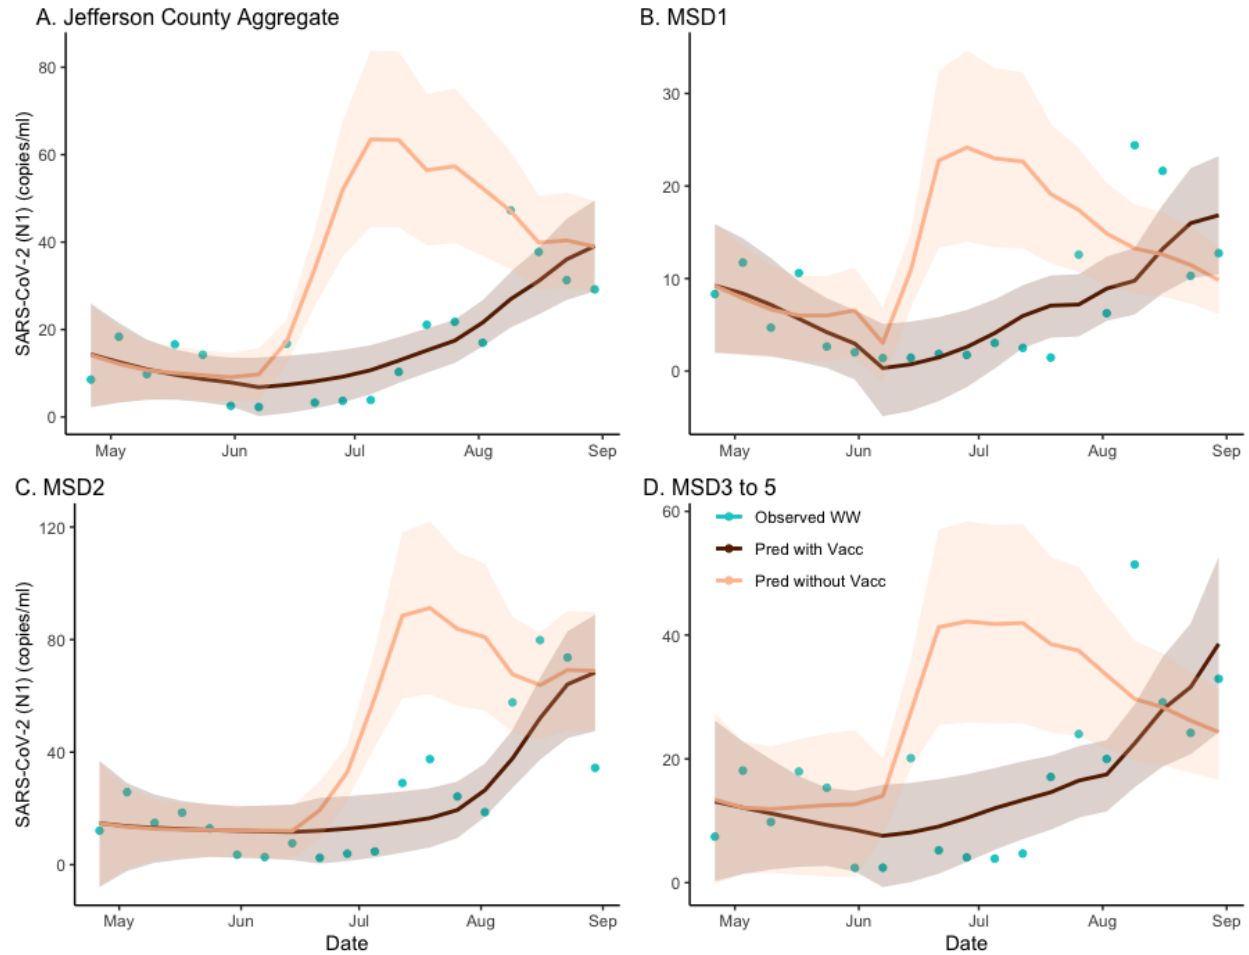 A. Jefferson County Aggregate
SARS-CoV-2 (N1) (copies/ml)
80
60
40
20
0
May Jun Jul Aug Sep
B. MSD1
30
20
10
0
May Jun Jul Aug Sep
C. MSD2
SARS-CoV-2 (N1) (copies/ml)
120
80
40
0
May Jun Jul Aug Sep
Date
D. MSD3 to 5
60
40
20
0
Observed WW
Pred with Vacc
Pred without Vacc
May Jun Jul Aug Sep
Date